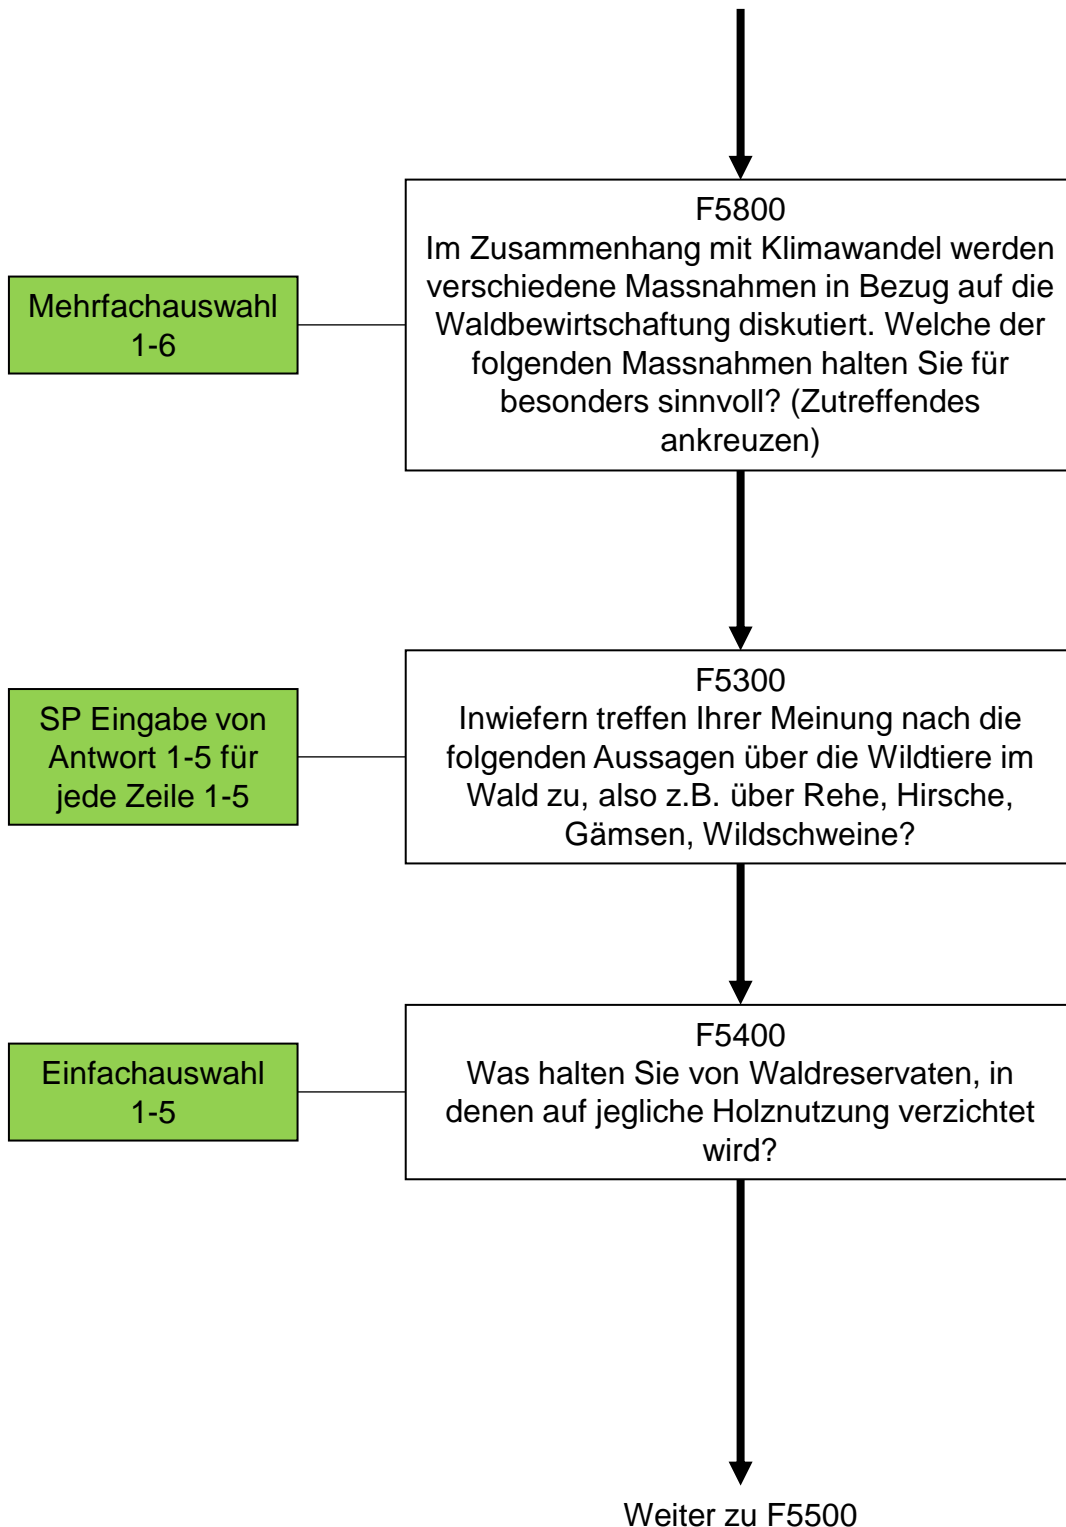 F5800
Im Zusammenhang mit Klimawandel werden
verschiedene Massnahmen in Bezug auf die
Waldbewirtschaftung diskutiert. Welche der
folgenden Massnahmen halten Sie für
besonders sinnvoll? (Zutreffendes
ankreuzen)
Mehrfachauswahl
1-6
F5300
Inwiefern treffen Ihrer Meinung nach die
folgenden Aussagen über die Wildtiere im
Wald zu, also z.B. über Rehe, Hirsche,
Gämsen, Wildschweine?
SP Eingabe von
Antwort 1-5 für
jede Zeile 1-5
F5400
Was halten Sie von Waldreservaten, in
denen auf jegliche Holznutzung verzichtet
wird?
Einfachauswahl
1-5
Weiter zu F5500